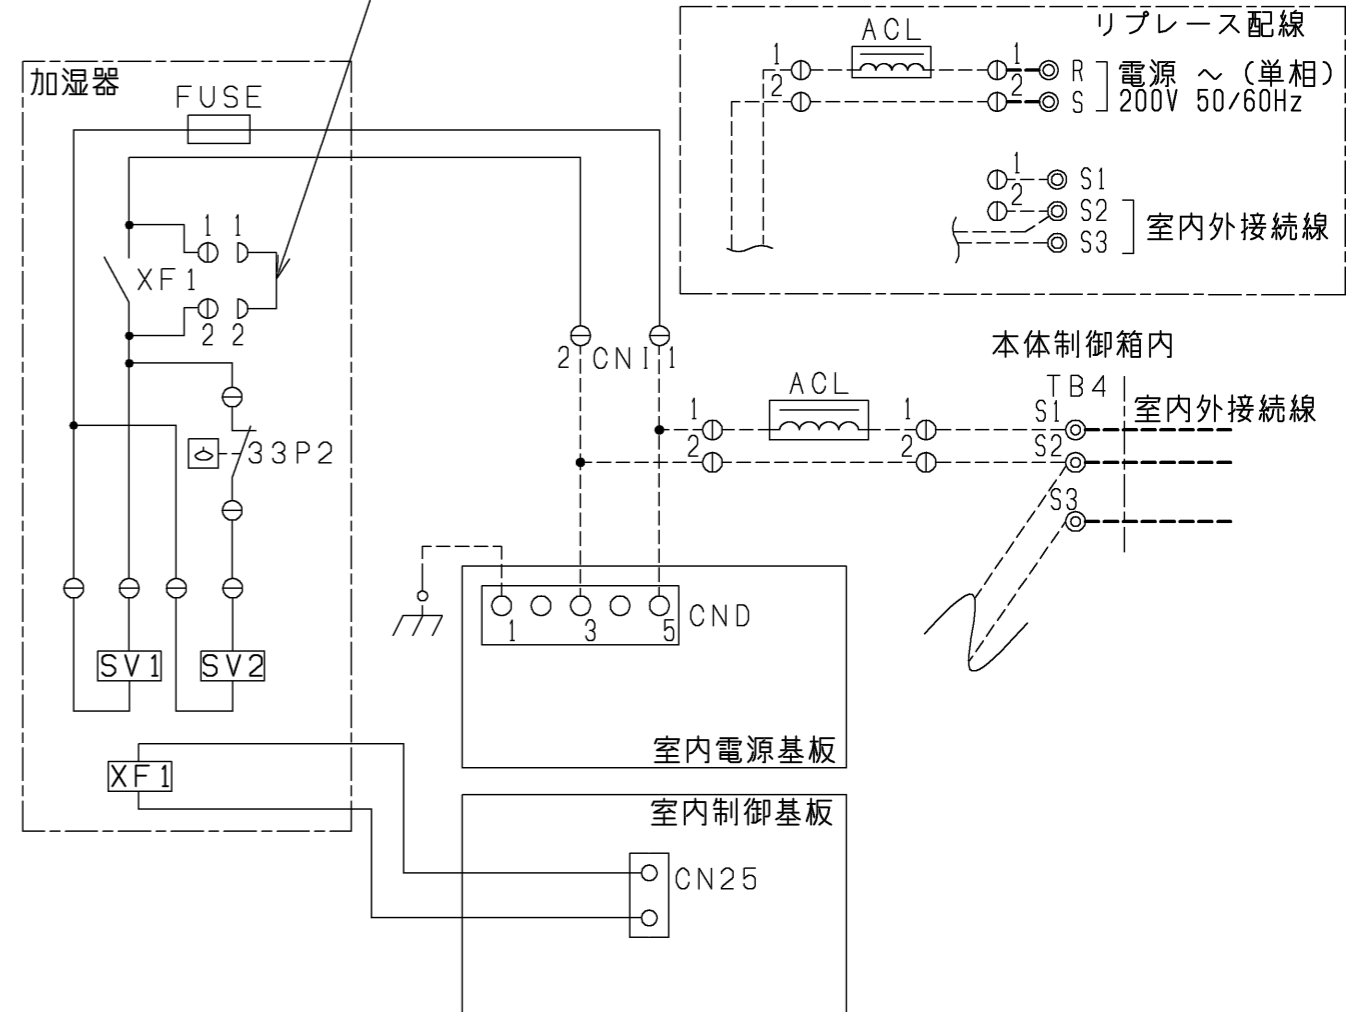 リプレース配線
ACL
1 1 R
2 2 S
電源 ～ (単相)
200V 50/60Hz
1 S1
2 S2
S3
室内外接続線
加湿器
FUSE
1 1
XF1
2 2
33P2
SV1
SV2
XF1
2 CNI 1
本体制御箱内
TB4
室内外接続線
ACL
1 1 S1
2 2 S2
S3
1 3 5
CND
室内電源基板
室内制御基板
CN25